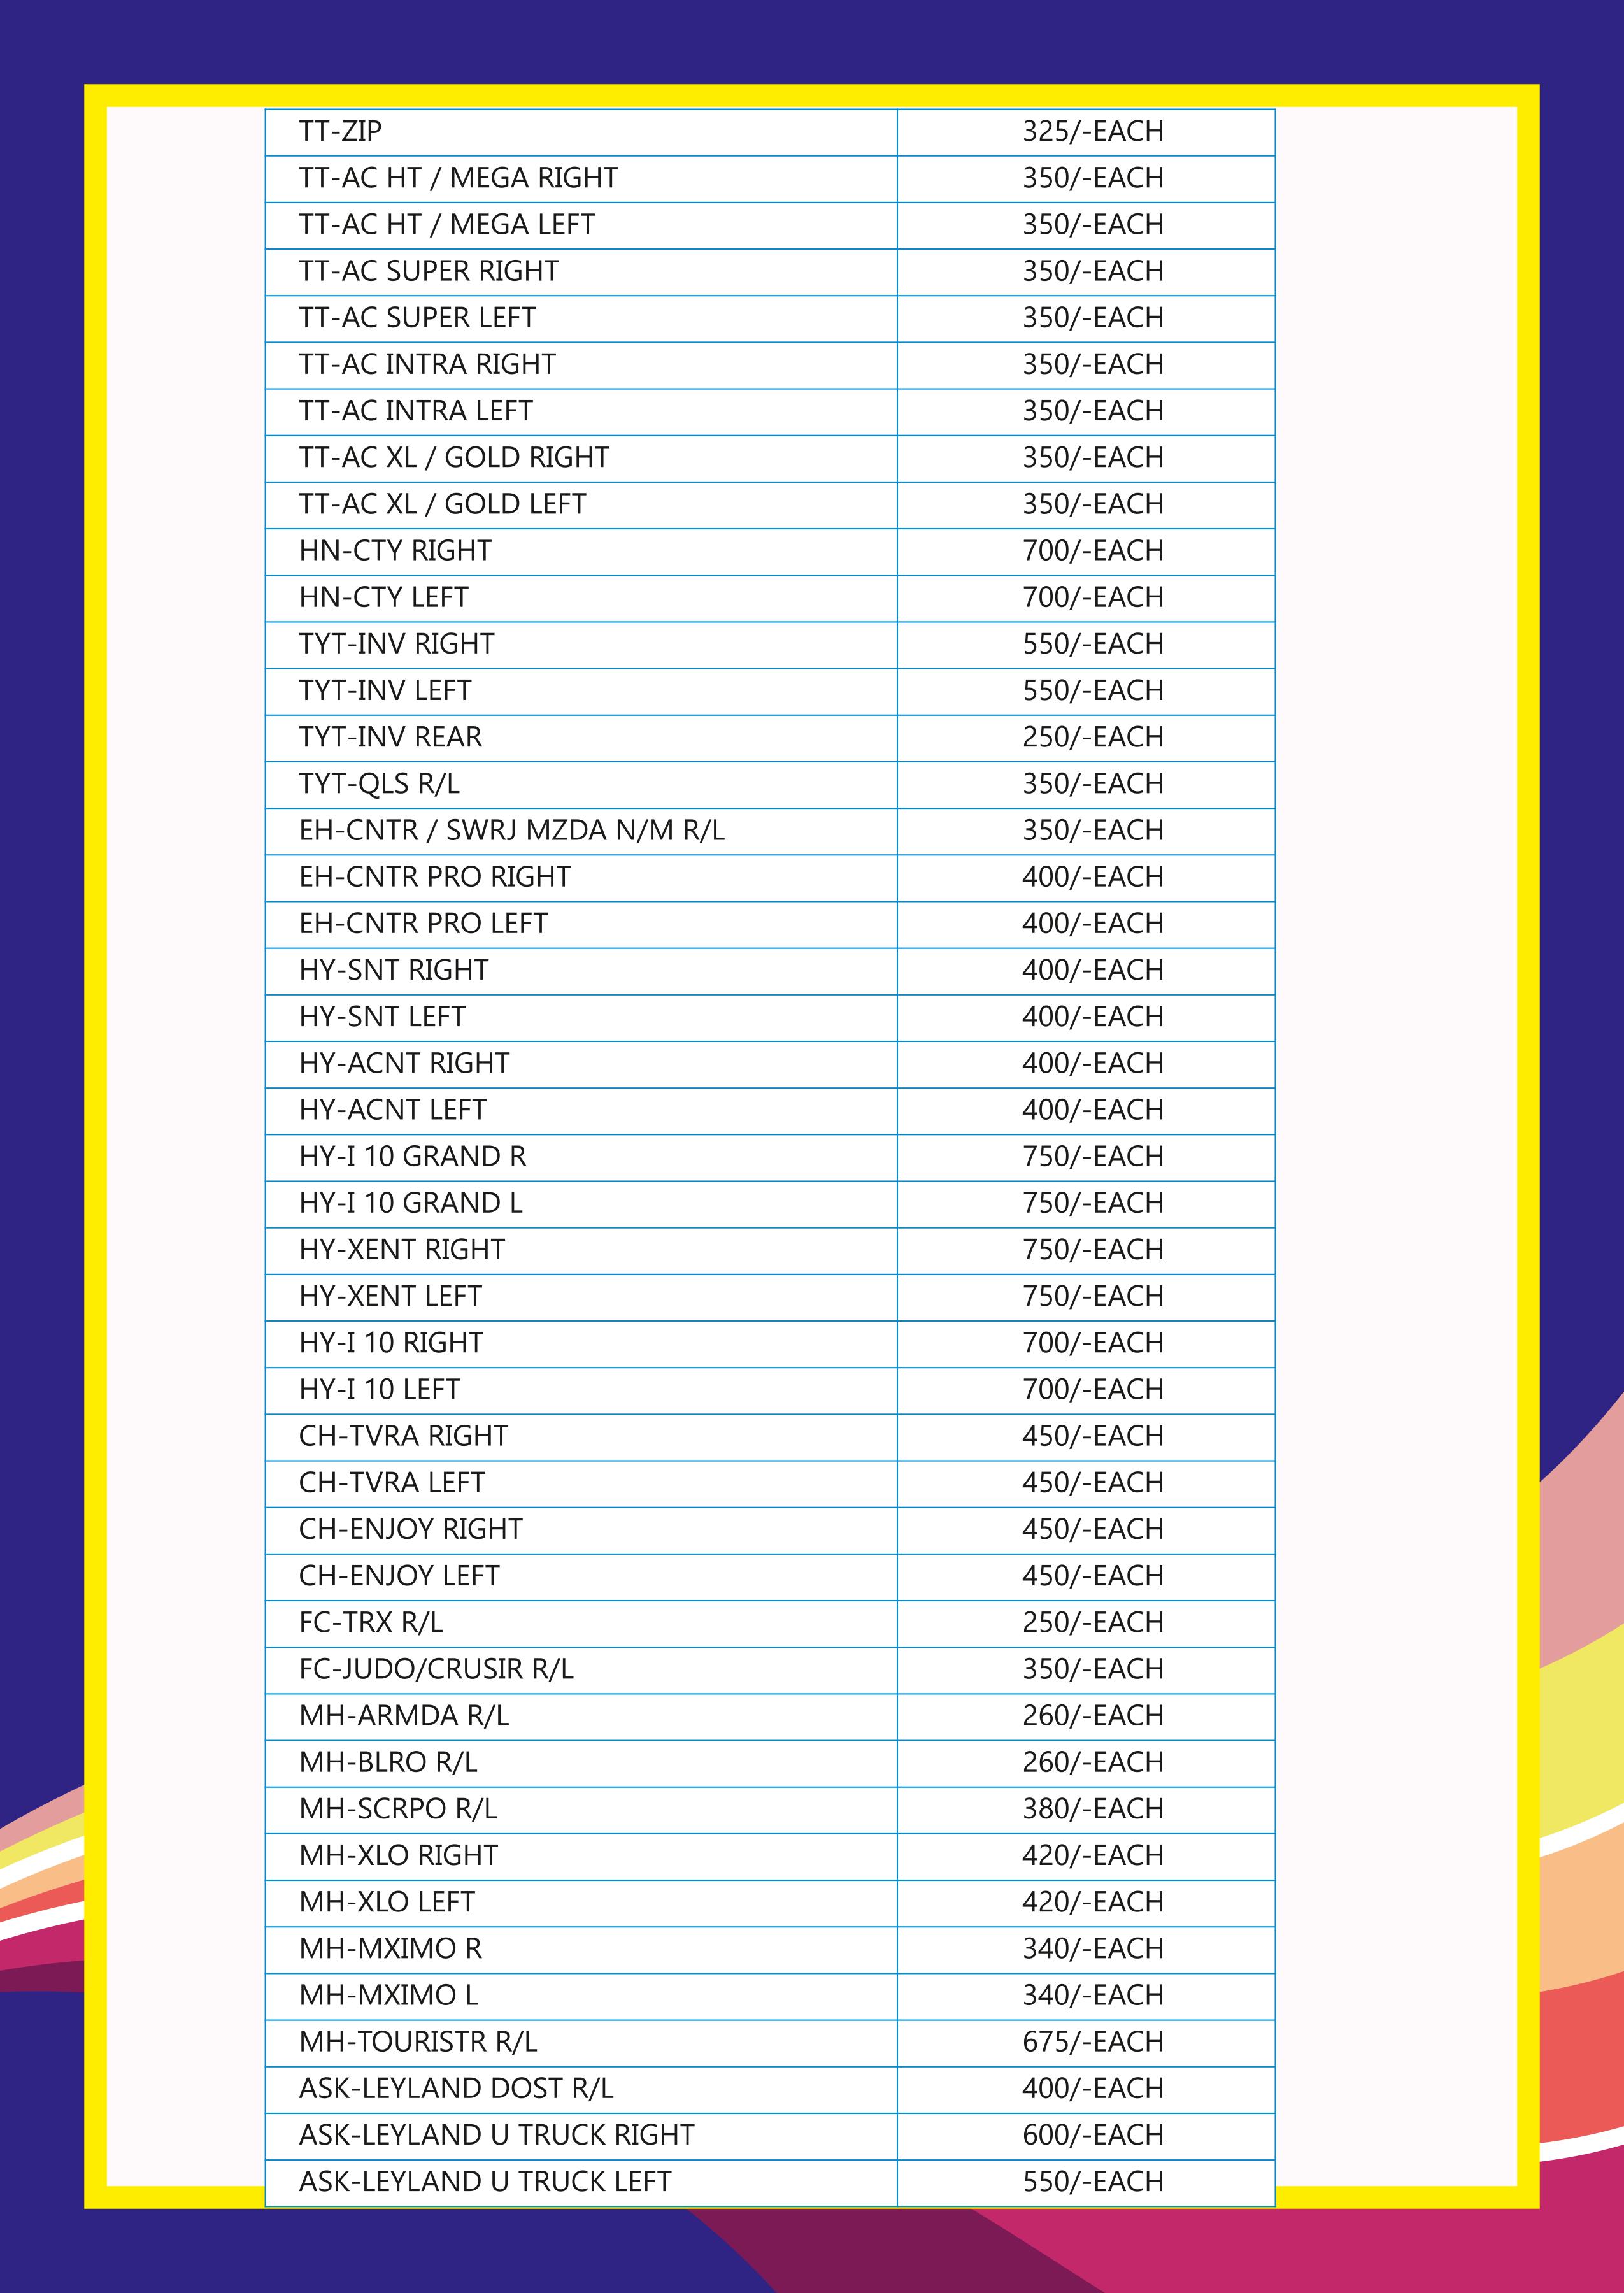 TT-ZIP 325/-EACH
TT-AC HT / MEGA RIGHT 350/-EACH
TT-AC HT / MEGA LEFT 350/-EACH
TT-AC SUPER RIGHT 350/-EACH
TT-AC SUPER LEFT 350/-EACH
TT-AC INTRA RIGHT 350/-EACH
TT-AC INTRA LEFT 350/-EACH
TT-AC XL / GOLD RIGHT 350/-EACH
TT-AC XL / GOLD LEFT 350/-EACH
HN-CTY RIGHT 700/-EACH
HN-CTY LEFT 700/-EACH
TYT-INV RIGHT 550/-EACH
TYT-INV LEFT 550/-EACH
TYT-INV REAR 250/-EACH
TYT-QLS R/L 350/-EACH
EH-CNTR / SWRJ MZDA N/M R/L 350/-EACH
EH-CNTR PRO RIGHT 400/-EACH
EH-CNTR PRO LEFT 400/-EACH
HY-SNT RIGHT 400/-EACH
HY-SNT LEFT 400/-EACH
HY-ACNT RIGHT 400/-EACH
HY-ACNT LEFT 400/-EACH
HY-I 10 GRAND R 750/-EACH
HY-I 10 GRAND L 750/-EACH
HY-XENT RIGHT 750/-EACH
HY-XENT LEFT 750/-EACH
HY-I 10 RIGHT 700/-EACH
HY-I 10 LEFT 700/-EACH
CH-TVRA RIGHT 450/-EACH
CH-TVRA LEFT 450/-EACH
CH-ENJOY RIGHT 450/-EACH
CH-ENJOY LEFT 450/-EACH
FC-TRX R/L 250/-EACH
FC-JUDO/CRUSIR R/L 350/-EACH
MH-ARMDA R/L 260/-EACH
MH-BLRO R/L 260/-EACH
MH-SCRPO R/L 380/-EACH
MH-XLO RIGHT 420/-EACH
MH-XLO LEFT 420/-EACH
MH-MXIMO R 340/-EACH
MH-MXIMO L 340/-EACH
MH-TOURISTR R/L 675/-EACH
ASK-LEYLAND DOST R/L 400/-EACH
ASK-LEYLAND U TRUCK RIGHT 600/-EACH
ASK-LEYLAND U TRUCK LEFT 550/-EACH